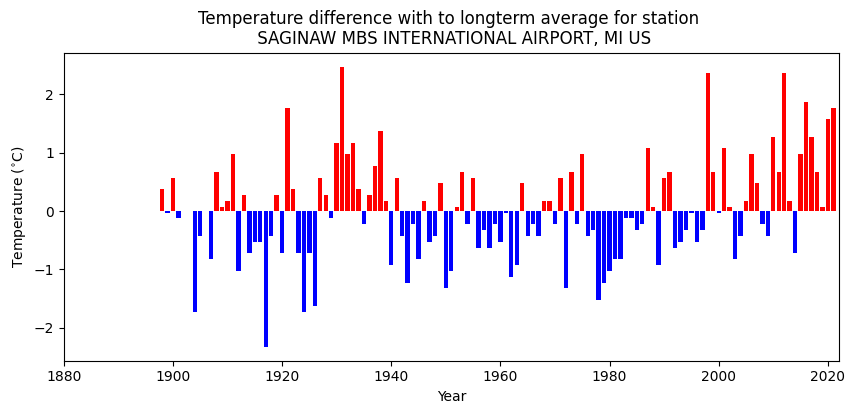 Temperature difference with to longterm average for station
SAGINAW MBS INTERNATIONAL AIRPORT, MI US
Temperature (°C)
2
1
0
−1
−2
1880 1900 1920 1940 1960 1980 2000 2020
Year